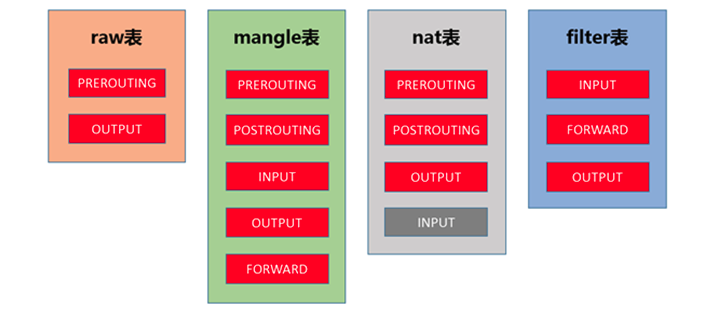 raw表
PREROUTING
OUTPUT
mangle表
PREROUTING
POSTROUTING
INPUT
OUTPUT
FORWARD
nat表
PREROUTING
POSTROUTING
OUTPUT
INPUT
filter表
INPUT
FORWARD
OUTPUT